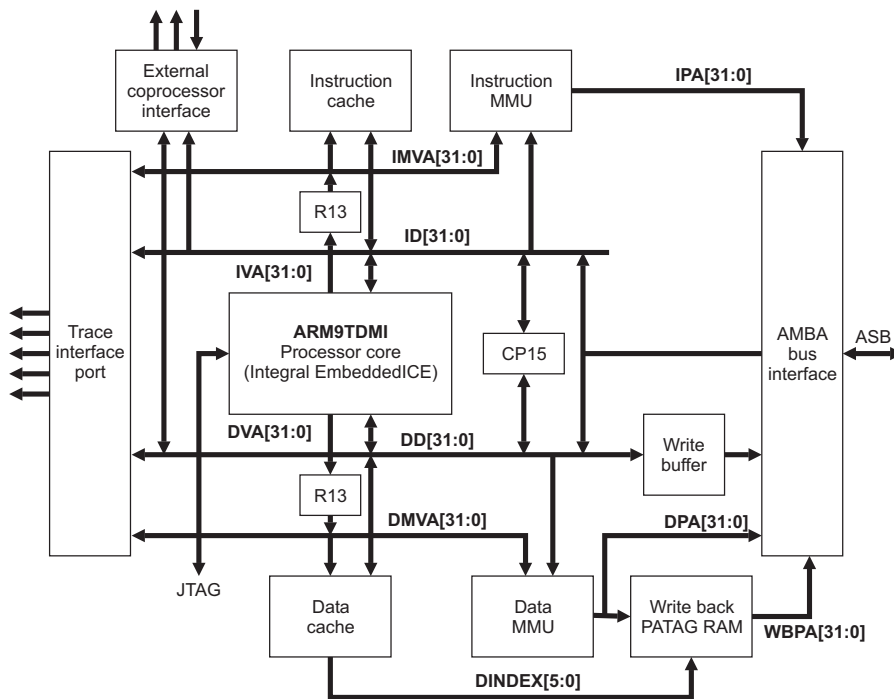 External
coprocessor
interface
Instruction
cache
Instruction
MMU
IPA[31:0]
IMVA[31:0]
R13
ID[31:0]
IVA[31:0]
Trace
interface
port
ARM9TDMI
Processor core
(Integral EmbeddedICE)
CP15
AMBA
bus
interface
ASB
DVA[31:0]
DD[31:0]
Write
buffer
R13
DMVA[31:0]
DPA[31:0]
JTAG
Data
cache
Data
MMU
Write back
PATAG RAM
WBPA[31:0]
DINDEX[5:0]